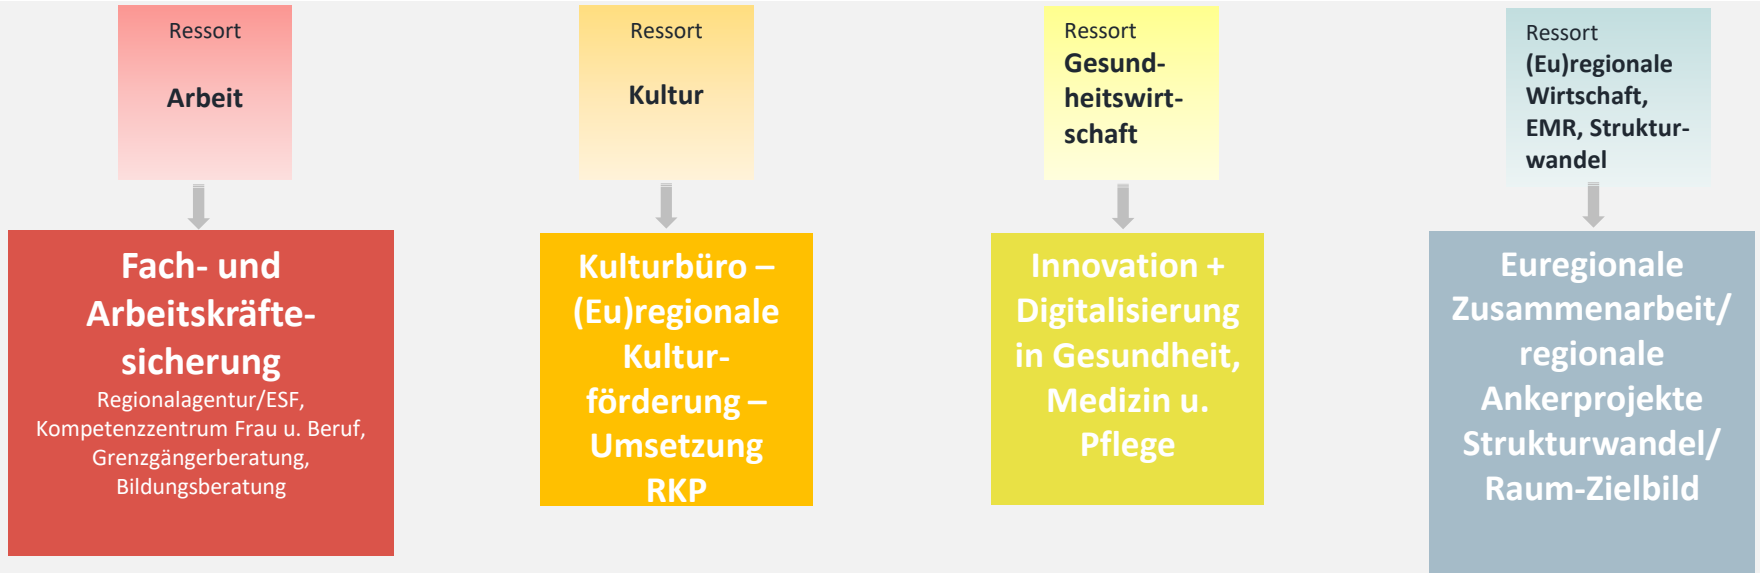 Ressort
Arbeit
Fach- und
Arbeitskräfte-
sicherung
Regionalagentur/ESF,
Kompetenzzentrum Frau u. Beruf,
Grenzgängerberatung,
Bildungsberatung
Ressort
Kultur
Kulturbüro –
(Eu)regionale
Kultur-
förderung –
Umsetzung
RKP
Ressort
Gesund-
heitswirt-
schaft
Innovation +
Digitalisierung
in Gesundheit,
Medizin u.
Pflege
Ressort
(Eu)regionale
Wirtschaft,
EMR, Struktur-
wandel
Euregionale
Zusammenarbeit/
regionale
Ankerprojekte
Strukturwandel/
Raum-Zielbild